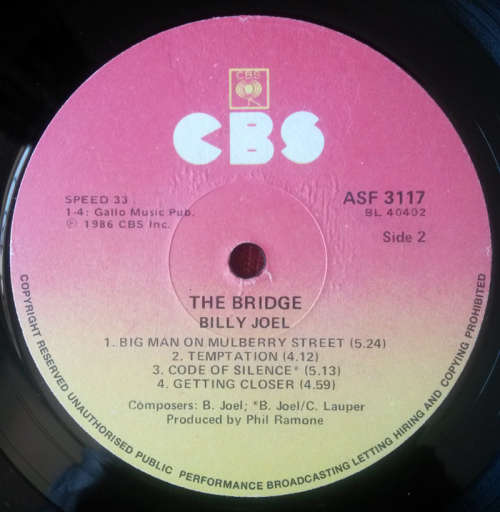 CBS
CBS
SPEED 33
1-4: Gallo Music Pub.
℗ 1986 CBS Inc.
ASF 3117
BL 40402
Side 2
THE BRIDGE
BILLY JOEL
1. BIG MAN ON MULBERRY STREET (5.24)
2. TEMPTATION (4.12)
3. CODE OF SILENCE* (5.13)
4. GETTING CLOSER (4.59)
Composers: B. Joel; *B. Joel/C. Lauper
Produced by Phil Ramone
COPYRIGHT RESERVED UNAUTHORISED PUBLIC PERFORMANCE BROADCASTING LETTING HIRING AND COPYING PROHIBITED